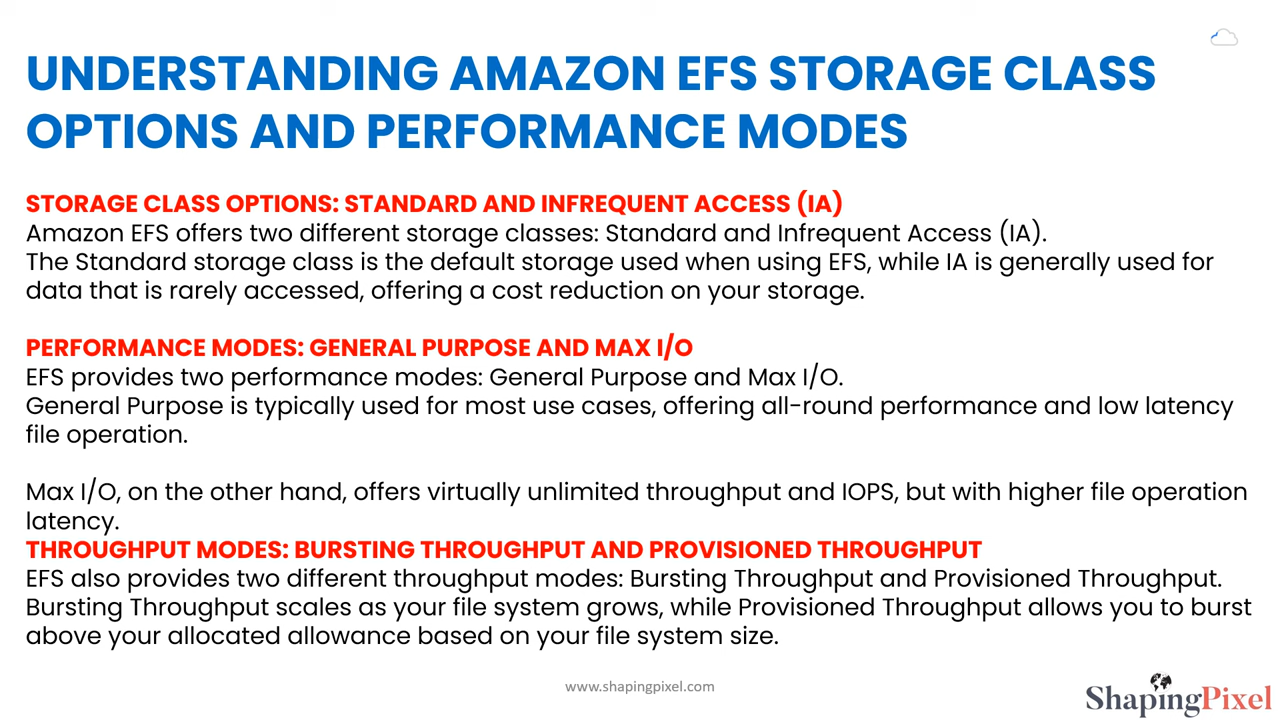 UNDERSTANDING AMAZON EFS STORAGE CLASS
OPTIONS AND PERFORMANCE MODES
STORAGE CLASS OPTIONS: STANDARD AND INFREQUENT ACCESS (IA)
Amazon EFS offers two different storage classes: Standard and Infrequent Access (IA).
The Standard storage class is the default storage used when using EFS, while IA is generally used for
data that is rarely accessed, offering a cost reduction on your storage.
PERFORMANCE MODES: GENERAL PURPOSE AND MAX I/O
EFS provides two performance modes: General Purpose and Max I/O.
General Purpose is typically used for most use cases, offering all-round performance and low latency
file operation.
Max I/O, on the other hand, offers virtually unlimited throughput and IOPS, but with higher file operation
latency.
THROUGHPUT MODES: BURSTING THROUGHPUT AND PROVISIONED THROUGHPUT
EFS also provides two different throughput modes: Bursting Throughput and Provisioned Throughput.
Bursting Throughput scales as your file system grows, while Provisioned Throughput allows you to burst
above your allocated allowance based on your file system size.
www.shapingpixel.com
ShapingPixel